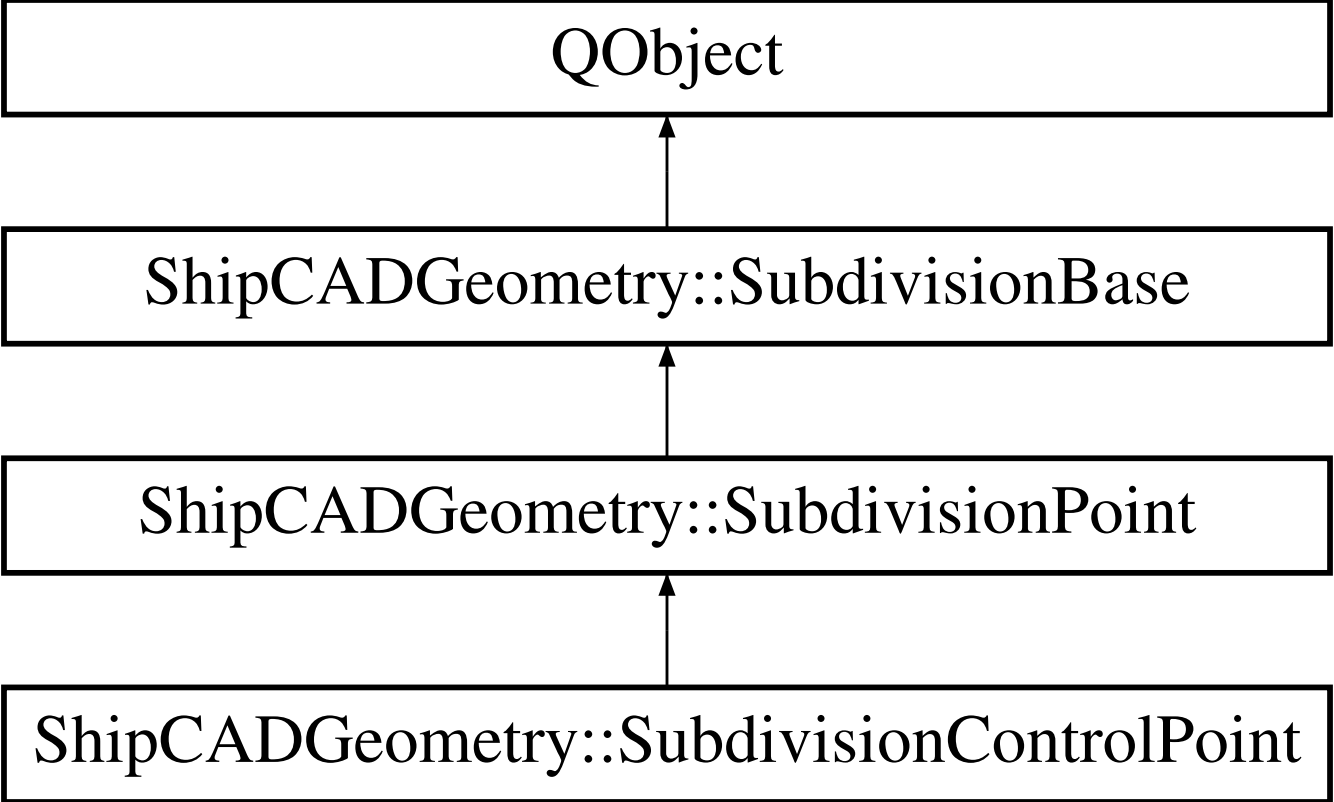 QObject
ShipCADGeometry::SubdivisionBase
ShipCADGeometry::SubdivisionPoint
ShipCADGeometry::SubdivisionControlPoint